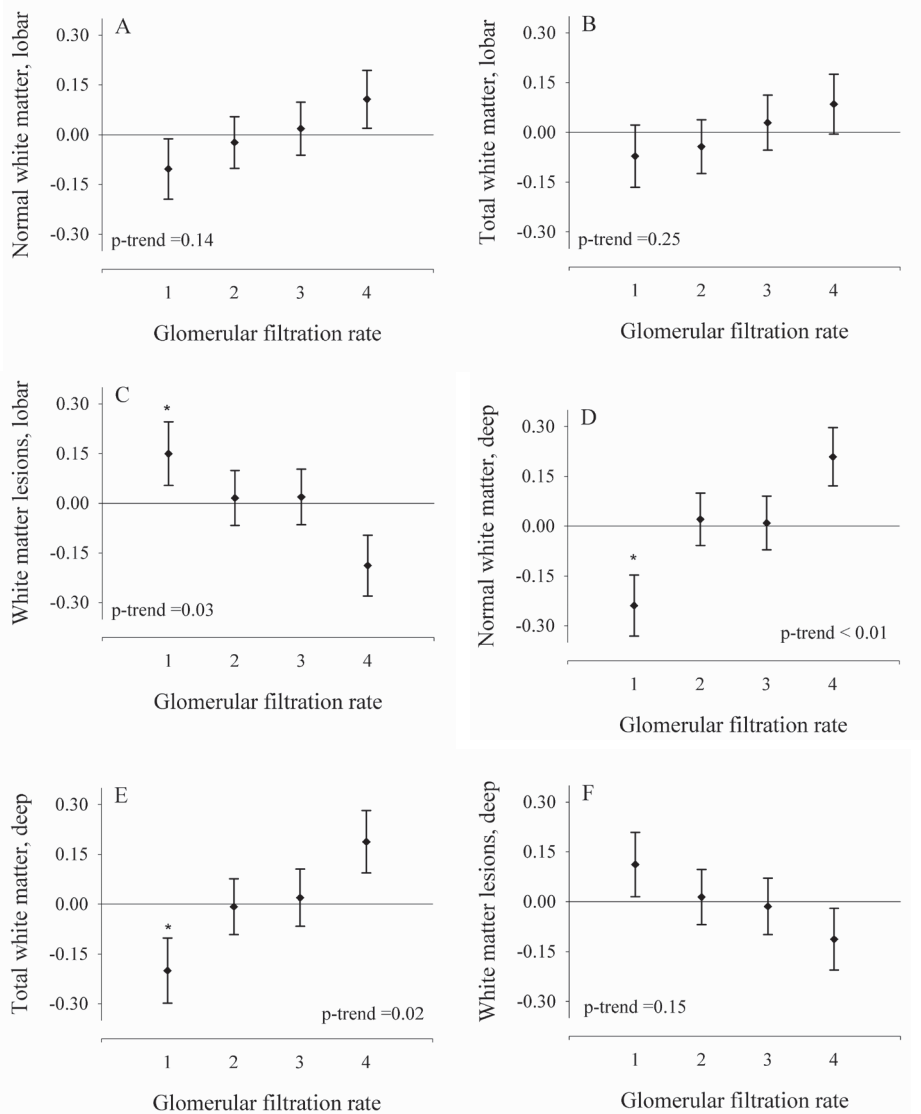 A
Normal white matter, lobar
0.30
0.15
0.00
-0.15
-0.30
p-trend =0.14
1 2 3 4
Glomerular filtration rate
B
Total white matter, lobar
0.30
0.15
0.00
-0.15
-0.30
p-trend =0.25
1 2 3 4
Glomerular filtration rate
C
White matter lesions, lobar
0.30
*
0.15
0.00
-0.15
-0.30
p-trend =0.03
1 2 3 4
Glomerular filtration rate
D
Normal white matter, deep
0.30
0.15
0.00
-0.15
*
-0.30
p-trend < 0.01
1 2 3 4
Glomerular filtration rate
E
Total white matter, deep
0.30
0.15
0.00
*
-0.15
-0.30
p-trend =0.02
1 2 3 4
Glomerular filtration rate
F
White matter lesions, deep
0.30
0.15
0.00
-0.15
-0.30
p-trend =0.15
1 2 3 4
Glomerular filtration rate